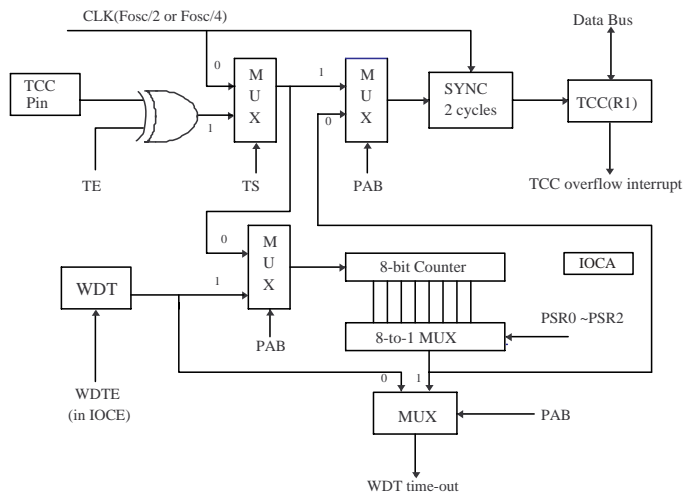 CLK(Fosc/2 or Fosc/4)
Data Bus
TCC
Pin
0
1
M
U
X
1
0
M
U
X
SYNC
2 cycles
TCC(R1)
TE
TS
PAB
TCC overflow interrupt
0
1
M
U
X
WDT
8-bit Counter
IOCA
PAB
8-to-1 MUX
PSR0 ~PSR2
WDTE
(in IOCE)
0
1
MUX
PAB
WDT time-out